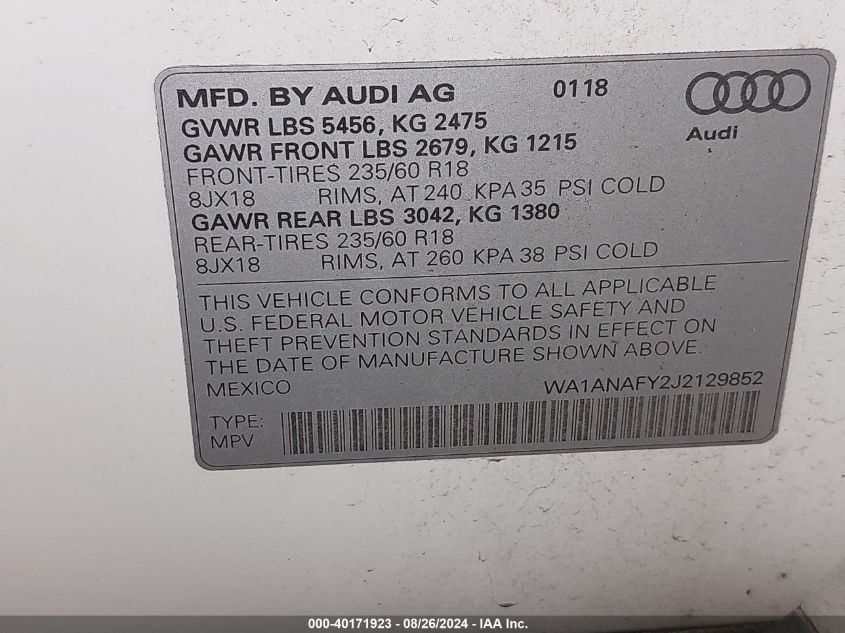 MFD. BY AUDI AG 0118
Audi
GVWR LBS 5456, KG 2475
GAWR FRONT LBS 2679, KG 1215
FRONT-TIRES 235/60 R18
8JX18 RIMS, AT 240 KPA 35 PSI COLD
GAWR REAR LBS 3042, KG 1380
REAR-TIRES 235/60 R18
8JX18 RIMS, AT 260 KPA 38 PSI COLD
THIS VEHICLE CONFORMS TO ALL APPLICABLE
U.S. FEDERAL MOTOR VEHICLE SAFETY AND
THEFT PREVENTION STANDARDS IN EFFECT ON
THE DATE OF MANUFACTURE SHOWN ABOVE.
MEXICO WA1ANAFY2J2129852
TYPE:
MPV
000-40171923 - 08/26/2024 - IAA Inc.